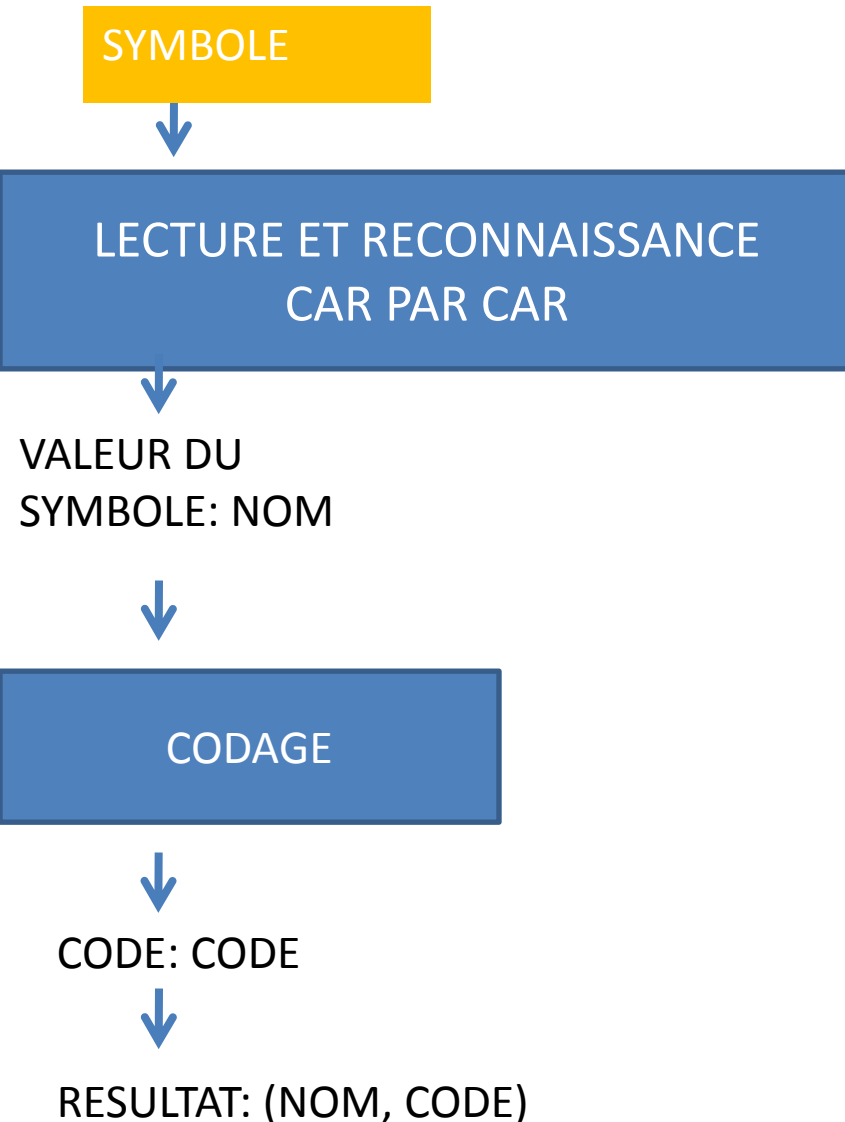 SYMBOLE
LECTURE ET RECONNAISSANCE
CAR PAR CAR
VALEUR DU
SYMBOLE: NOM
CODAGE
CODE: CODE
RESULTAT: (NOM, CODE)